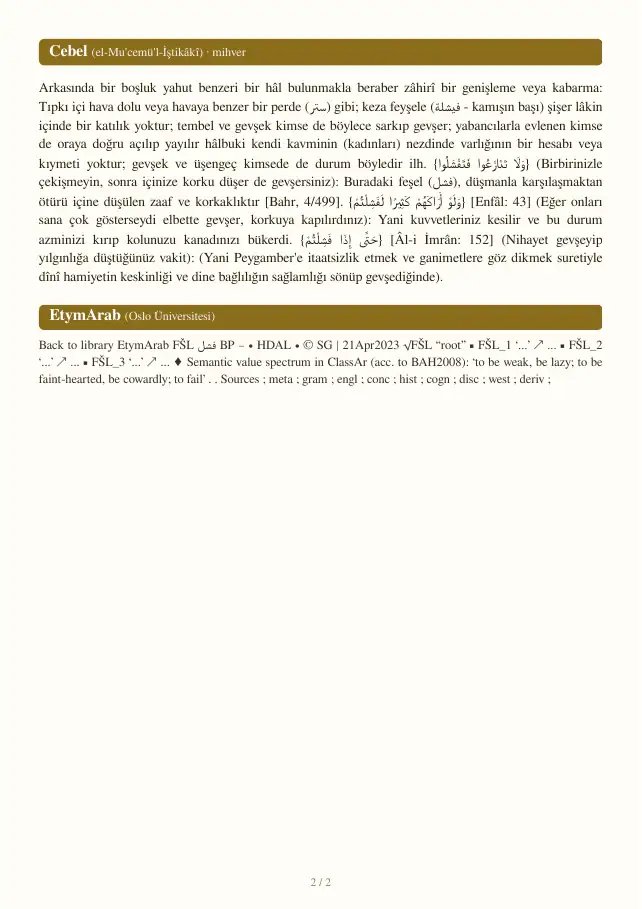 Cebel (el-Mu'cemü'l-İştikâkî) · mihver
Arkasında bir boşluk yahut benzeri bir hâl bulunmakla beraber zâhirî bir genişleme veya kabarma:
Tıpkı içi hava dolu veya havaya benzer bir perde (ستر) gibi; keza feyşele (فيشلة - kamışın başı) şişer lâkin
içinde bir katılık yoktur; tembel ve gevşek kimse de böylece sarkıp gevşer; yabancılarla evlenen kimse
de oraya doğru açılıp yayılır hâlbuki kendi kavminin (kadınları) nezdinde varlığının bir hesabı veya
kıymeti yoktur; gevşek ve üşengeç kimsede de durum böyledir ilh. {وَلَا تَنَازَعُوا فَتَفْشَلُوا} (Birbirinizle
çekişmeyin, sonra içinize korku düşer de gevşersiniz): Buradaki feşel (فشل), düşmanla karşılaşmaktan
ötürü içine düşülen zaaf ve korkaklıktır [Bahr, 4/499]. {وَلَوْ أَرَاكَهُمْ كَثِيرًا لَفَشِلْتُمْ} [Enfâl: 43] (Eğer onları
sana çok gösterseydi elbette gevşer, korkuya kapılırdınız): Yani kuvvetleriniz kesilir ve bu durum
azminizi kırıp kolunuzu kanadınızı bükerdi. {حَتَّى إِذَا فَشِلْتُمْ} [Âl-i İmrân: 152] (Nihayet gevşeyip
yılgınlığa düştüğünüz vakit): (Yani Peygamber'e itaatsizlik etmek ve ganimetlere göz dikmek suretiyle
dînî hamiyetin keskinliği ve dine bağlılığın sağlamlığı sönüp gevşediğinde).
EtymArab (Oslo Üniversitesi)
Back to library EtymArab FŠL فشل BP – • HDAL • © SG | 21Apr2023 √FŠL “root” ▪ FŠL_1 ‘...’ ↗ ... ▪ FŠL_2
‘...’ ↗ ... ▪ FŠL_3 ‘...’ ↗ ... ♦ Semantic value spectrum in ClassAr (acc. to BAH2008): ‘to be weak, be lazy; to be
faint-hearted, be cowardly; to fail’ . . Sources ; meta ; gram ; engl ; conc ; hist ; cogn ; disc ; west ; deriv ;
2 / 2